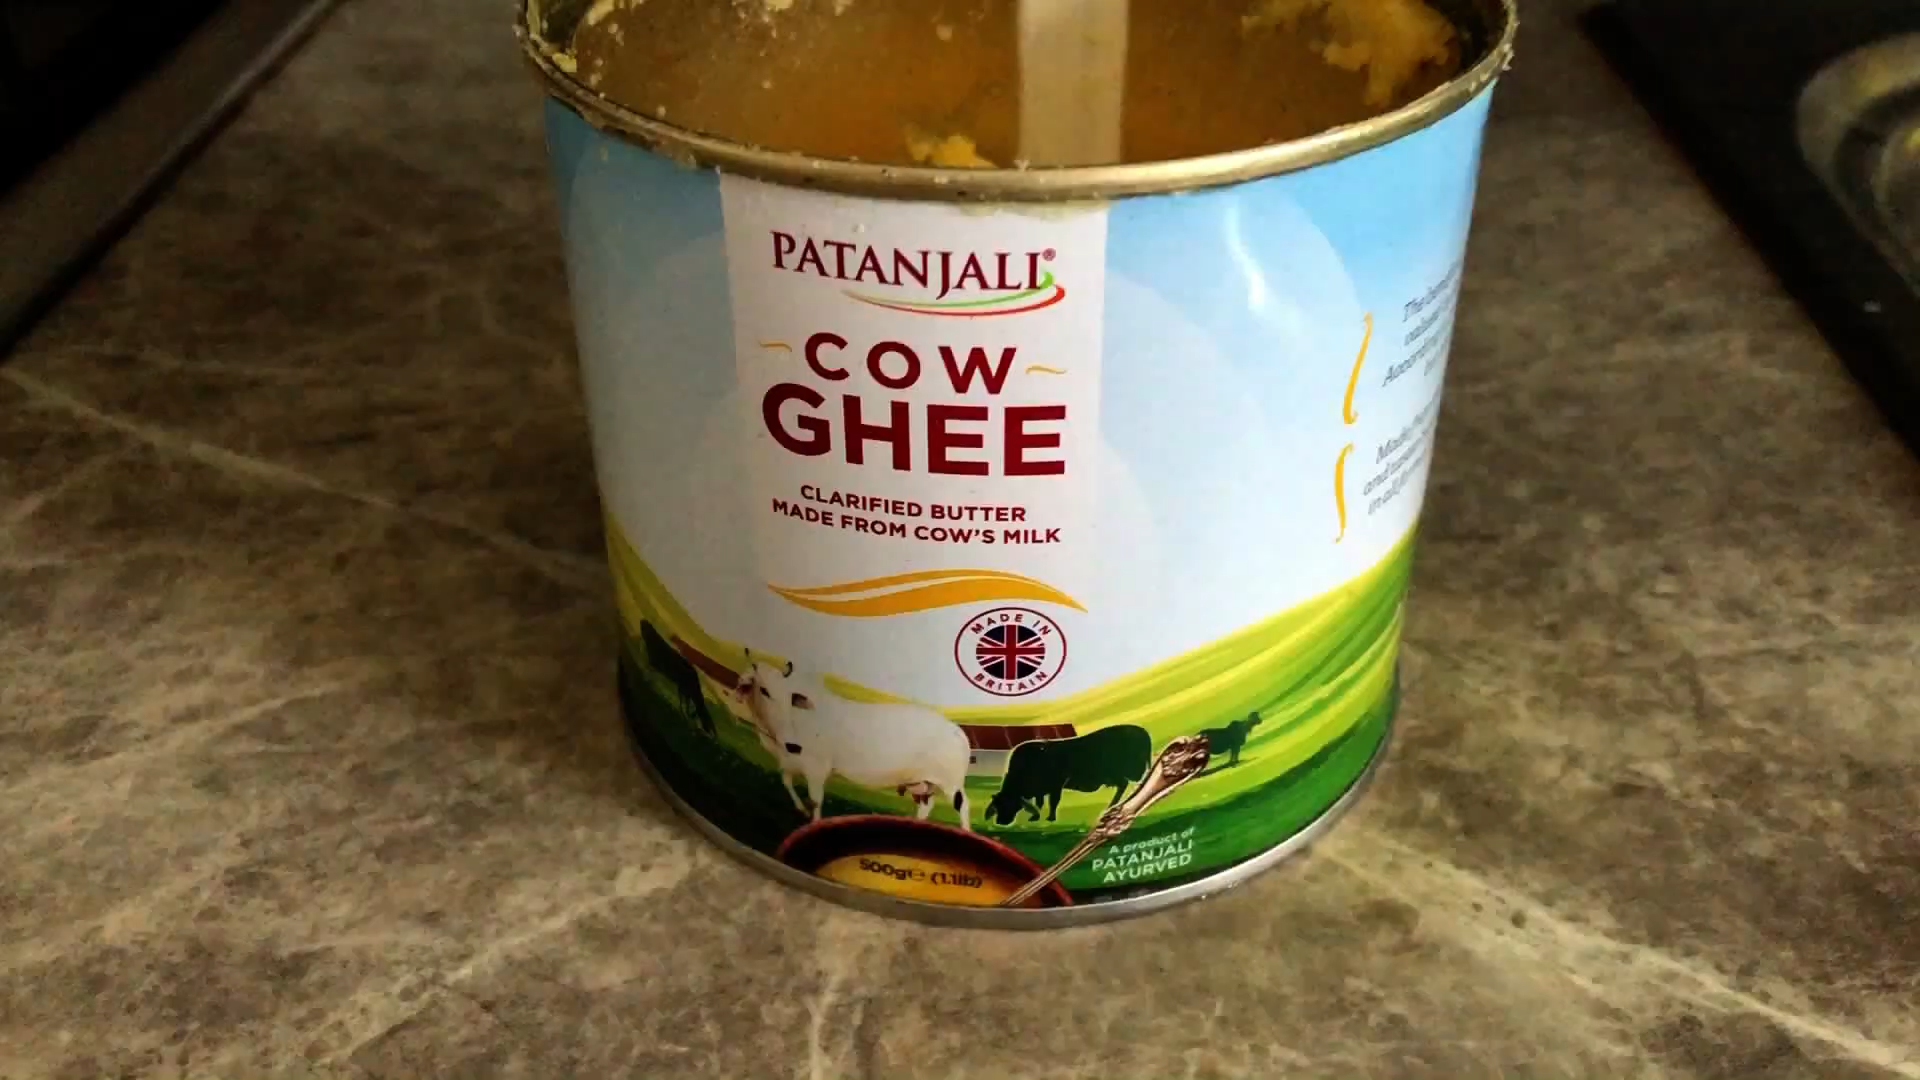 PATANJALI®
COW
GHEE
CLARIFIED BUTTER
MADE FROM COW'S MILK
MADE IN
BRITAIN
500g℮ (1.1lb)
A product of
PATANJALI
AYURVED